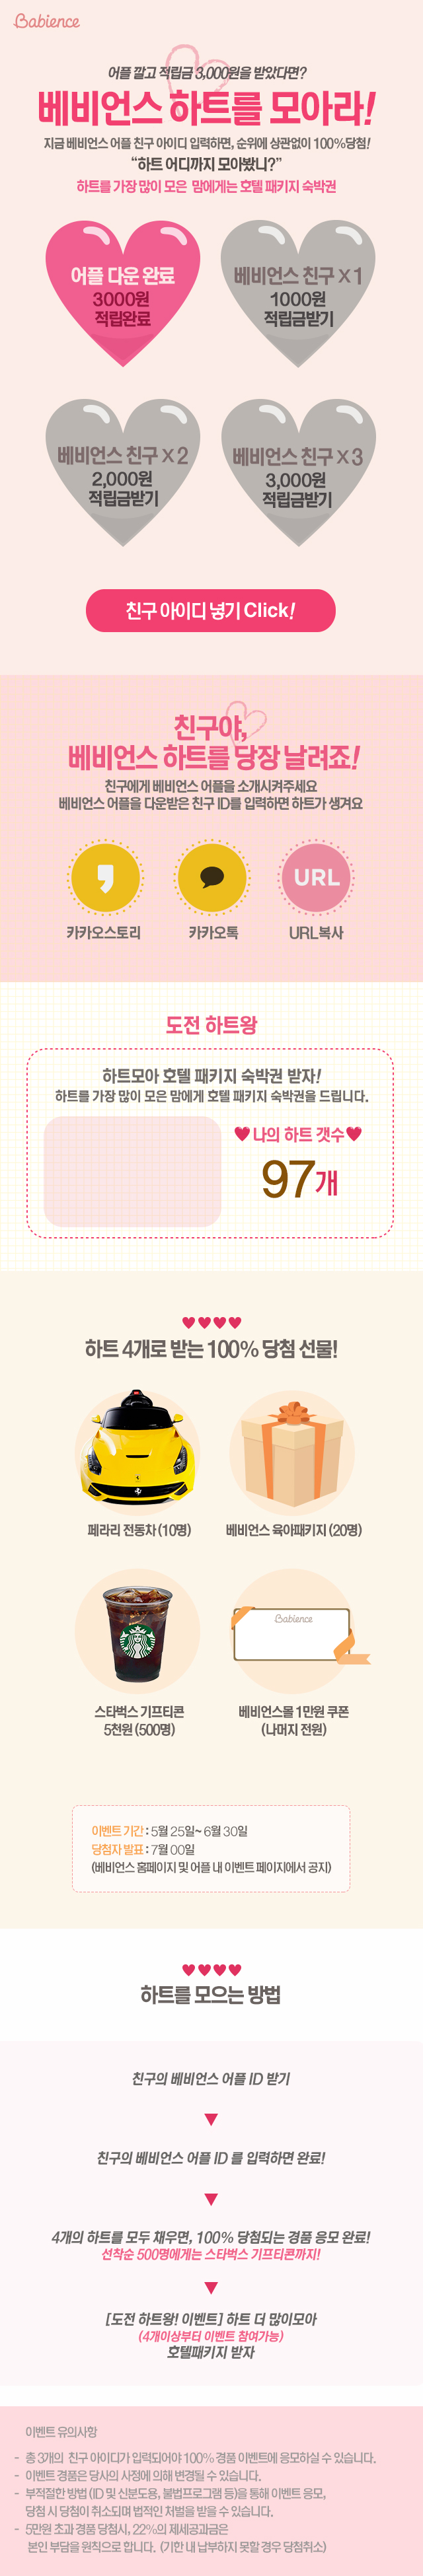 Babience
어플 깔고 적립금 3,000원을 받았다면?
베비언스 하트를 모아라!
지금 베비언스 어플 친구 아이디 입력하면, 순위에 상관없이 100%당첨!
“하트 어디까지 모아봤니?”
하트를 가장 많이 모은 맘에게는 호텔 패키지 숙박권
어플 다운 완료
3000원
적립완료
베비언스 친구 X 1
1000원
적립금받기
베비언스 친구 X 2
2,000원
적립금받기
베비언스 친구 X 3
3,000원
적립금받기
친구 아이디 넣기 Click!
친구야,
베비언스 하트를 당장 날려죠!
친구에게 베비언스 어플을 소개시켜주세요
베비언스 어플을 다운받은 친구 ID를 입력하면 하트가 생겨요
URL
카카오스토리
카카오톡
URL복사
도전 하트왕
하트모아 호텔 패키지 숙박권 받자!
하트를 가장 많이 모은 맘에게 호텔 패키지 숙박권을 드립니다.
나의 하트 갯수
97개
하트 4개로 받는 100% 당첨 선물!
페라리 전동차 (10명)
베비언스 육아패키지 (20명)
Babience
스타벅스 기프티콘
5천원 (500명)
베비언스몰 1만원 쿠폰
(나머지 전원)
이벤트 기간 : 5월 25일~ 6월 30일
당첨자 발표 : 7월 00일
(베비언스 홈페이지 및 어플 내 이벤트 페이지에서 공지)
하트를 모으는 방법
친구의 베비언스 어플 ID 받기
친구의 베비언스 어플 ID 를 입력하면 완료!
4개의 하트를 모두 채우면, 100% 당첨되는 경품 응모 완료!
선착순 500명에게는 스타벅스 기프티콘까지!
[도전 하트왕! 이벤트] 하트 더 많이모아
(4개이상부터 이벤트 참여가능)
호텔패키지 받자
이벤트 유의사항
- 총 3개의 친구 아이디가 입력되어야 100% 경품 이벤트에 응모하실 수 있습니다.
- 이벤트 경품은 당사의 사정에 의해 변경될 수 있습니다.
- 부적절한 방법 (ID 및 신분도용, 불법프로그램 등)을 통해 이벤트 응모,
당첨 시 당첨이 취소되며 법적인 처벌을 받을 수 있습니다.
- 5만원 초과 경품 당첨시, 22%의 제세공과금은
본인 부담을 원칙으로 합니다. (기한 내 납부하지 못할 경우 당첨취소)